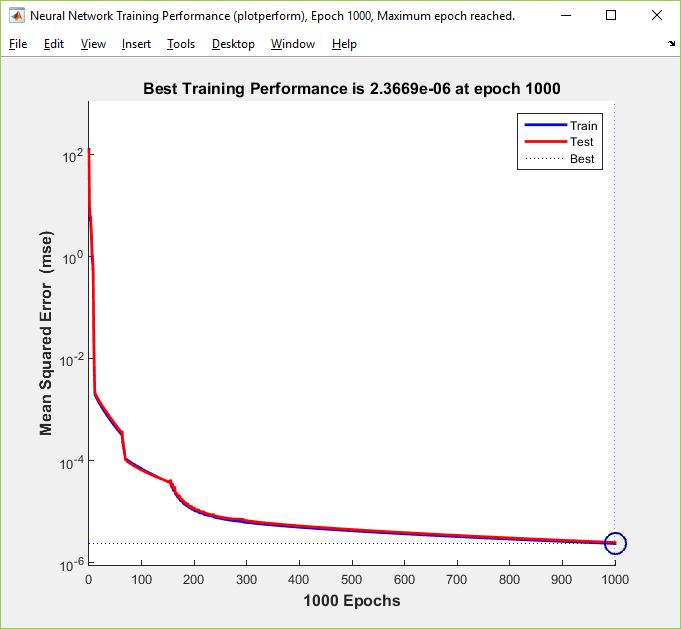 Neural Network Training Performance (plotperform), Epoch 1000, Maximum epoch reached.
File Edit View Insert Tools Desktop Window Help
Best Training Performance is 2.3669e-06 at epoch 1000
Train
Test
Best
Mean Squared Error (mse)
10^2
10^0
10^-2
10^-4
10^-6
0 100 200 300 400 500 600 700 800 900 1000
1000 Epochs